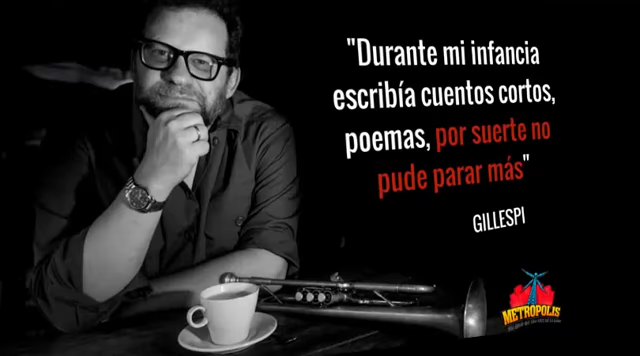 "Durante mi infancia
escribía cuentos cortos,
poemas, por suerte no
pude parar más"
GILLESPI
METROPOLIS